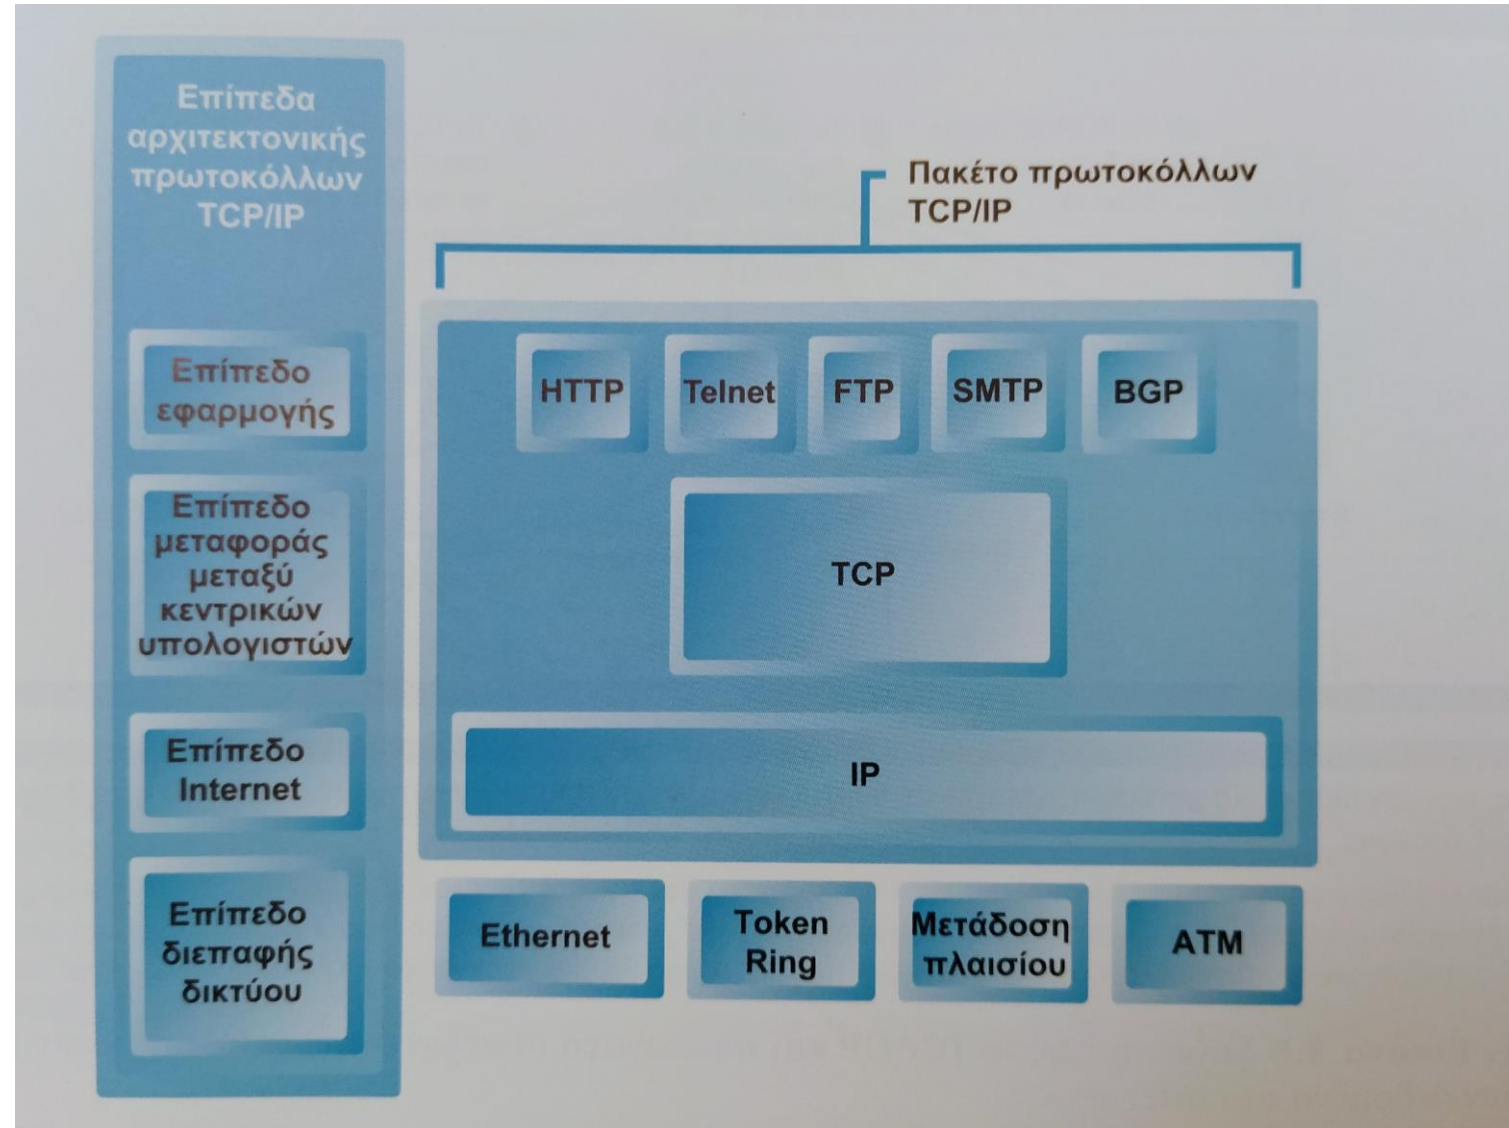 Επίπεδα
αρχιτεκτονικής
πρωτοκόλλων
TCP/IP
Πακέτο πρωτοκόλλων
TCP/IP
Επίπεδο
εφαρμογής
HTTP
Telnet
FTP
SMTP
BGP
Επίπεδο
μεταφοράς
μεταξύ
κεντρικών
υπολογιστών
TCP
Επίπεδο
Internet
IP
Επίπεδο
διεπαφής
δικτύου
Ethernet
Token
Ring
Μετάδοση
πλαισίου
ATM